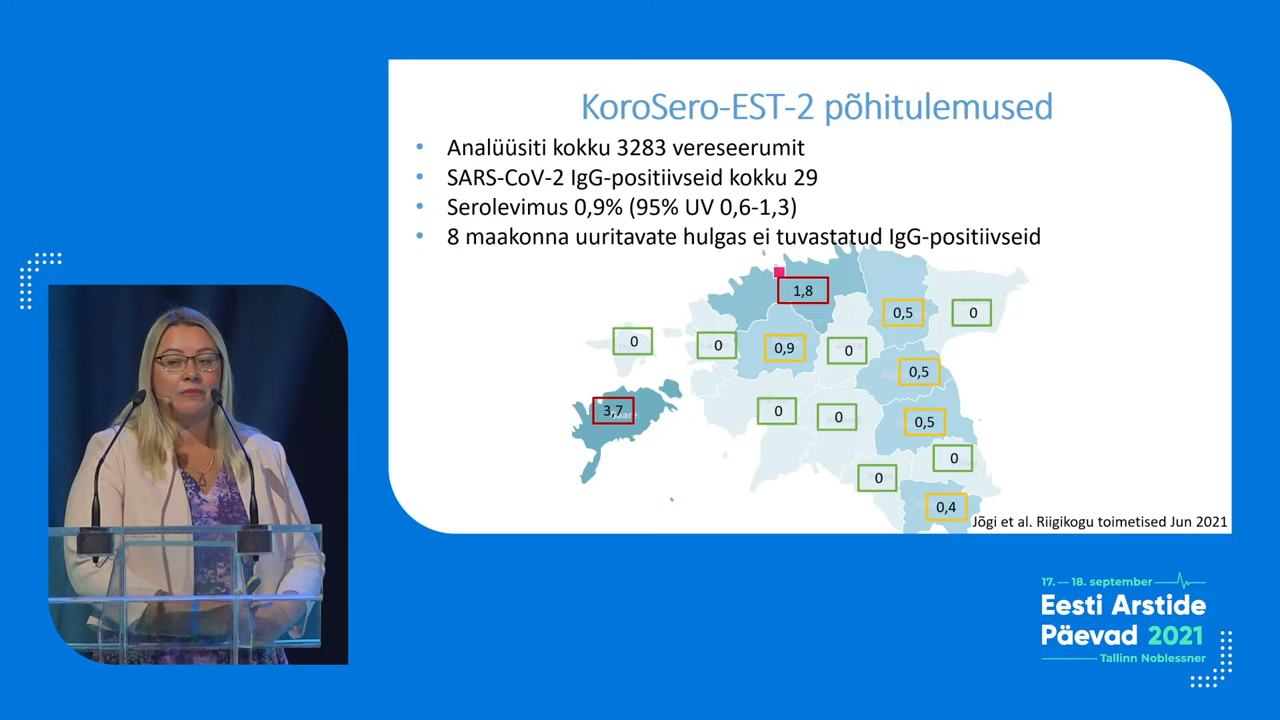 KoroSero-EST-2 põhitulemused
• Analüüsiti kokku 3283 vereseerumit
• SARS-CoV-2 IgG-positiivseid kokku 29
• Serolevimus 0,9% (95% UV 0,6-1,3)
• 8 maakonna uuritavate hulgas ei tuvastatud IgG-positiivseid
1,8
0,5
0
0
0
0,9
0
0,5
3,7
0
0
0,5
0
0
0,4
Jõgi et al. Riigikogu toimetised Jun 2021
17. — 18. september
Eesti Arstide
Päevad 2021
Tallinn Noblessner